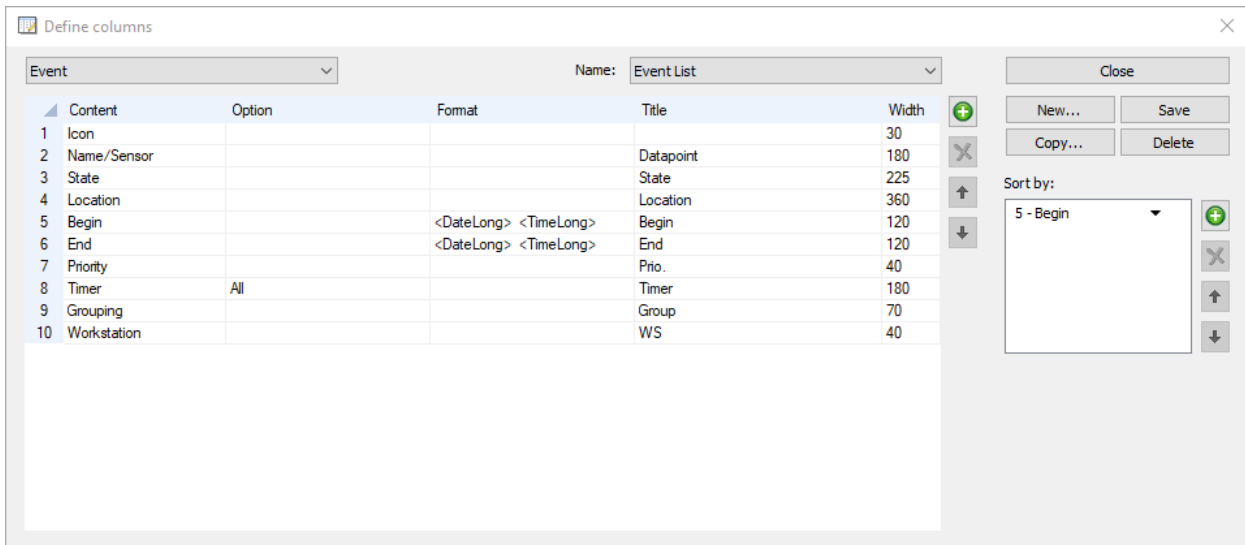 Define columns
Event Name: Event List Close
Content Option Format Title Width New... Save
1 Icon 30
2 Name/Sensor Datapoint 180 Copy... Delete
3 State State 225 Sort by:
4 Location Location 360
5 Begin <DateLong> <TimeLong> Begin 120 5 - Begin
6 End <DateLong> <TimeLong> End 120
7 Priority Prio. 40
8 Timer All Timer 180
9 Grouping Group 70
10 Workstation WS 40